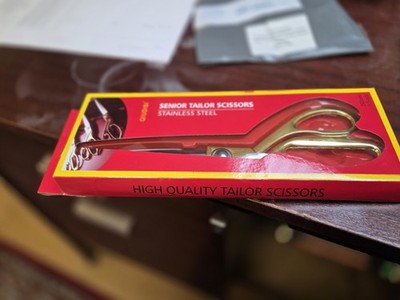 SENIOR TAILOR SCISSORS
STAINLESS STEEL
HIGH QUALITY TAILOR SCISSORS